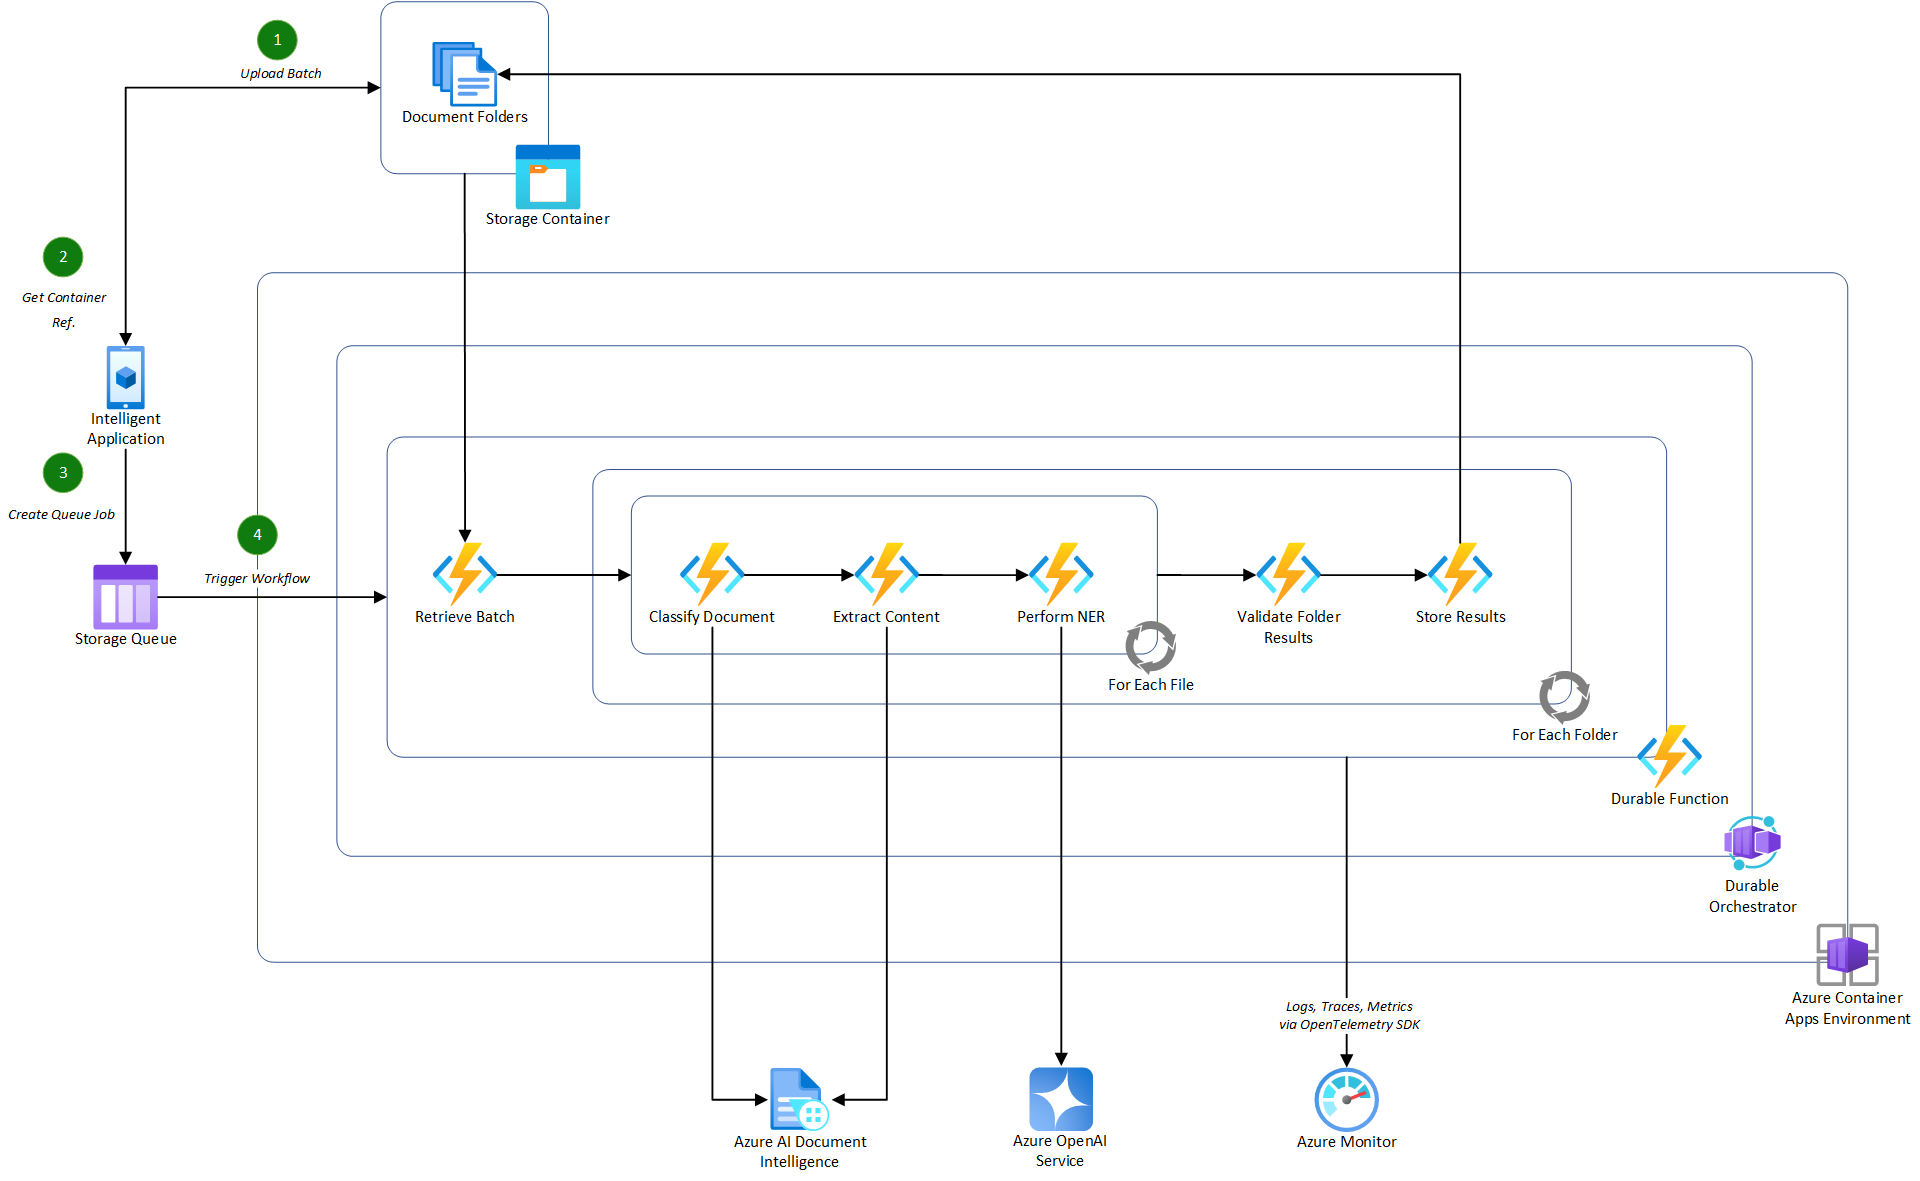 1
Upload Batch
Document Folders
Storage Container
2
Get Container
Ref.
Intelligent
Application
3
Create Queue Job
4
Trigger Workflow
Storage Queue
Retrieve Batch
Classify Document
Extract Content
Perform NER
Validate Folder
Results
Store Results
For Each File
For Each Folder
Durable Function
Durable
Orchestrator
Azure Container
Apps Environment
Logs, Traces, Metrics
via OpenTelemetry SDK
Azure AI Document
Intelligence
Azure OpenAI
Service
Azure Monitor